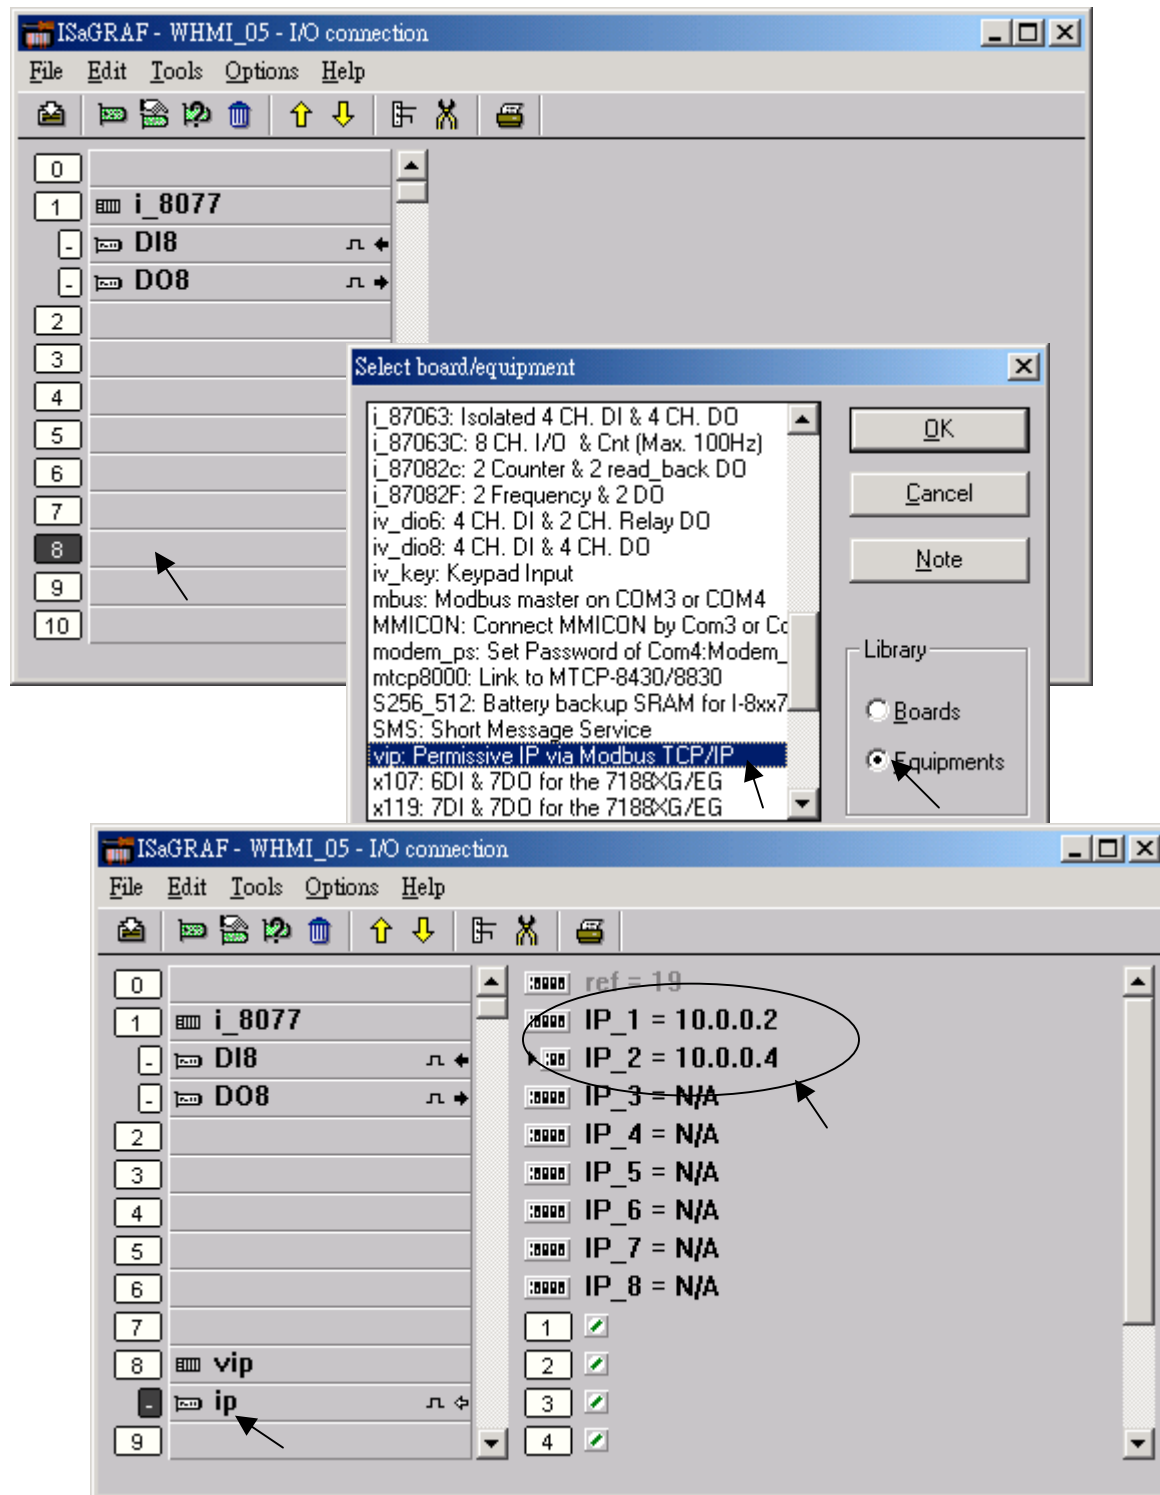 ISaGRAF - WHMI_05 - I/O connection
File Edit Tools Options Help
0
1 i_8077
- DI8
- DO8
2
3
4
5
6
7
8
9
10
Select board/equipment
i_87063: Isolated 4 CH. DI & 4 CH. DO
i_87063C: 8 CH. I/O & Cnt (Max. 100Hz)
i_87082c: 2 Counter & 2 read_back DO
i_87082F: 2 Frequency & 2 DO
iv_dio6: 4 CH. DI & 2 CH. Relay DO
iv_dio8: 4 CH. DI & 4 CH. DO
iv_key: Keypad Input
mbus: Modbus master on COM3 or COM4
MMICON: Connect MMICON by Com3 or Cc
modem_ps: Set Password of Com4:Modem_
mtcp8000: Link to MTCP-8430/8830
S256_512: Battery backup SRAM for I-8xx7
SMS: Short Message Service
vip: Permissive IP via Modbus TCP/IP
x107: 6DI & 7DO for the 7188XG/EG
x119: 7DI & 7DO for the 7188XG/EG
OK
Cancel
Note
Library
Boards
Equipments
ISaGRAF - WHMI_05 - I/O connection
File Edit Tools Options Help
0
1 i_8077
- DI8
- DO8
2
3
4
5
6
7
8 vip
- ip
9
ref = 19
IP_1 = 10.0.0.2
IP_2 = 10.0.0.4
IP_3 = N/A
IP_4 = N/A
IP_5 = N/A
IP_6 = N/A
IP_7 = N/A
IP_8 = N/A
1
2
3
4